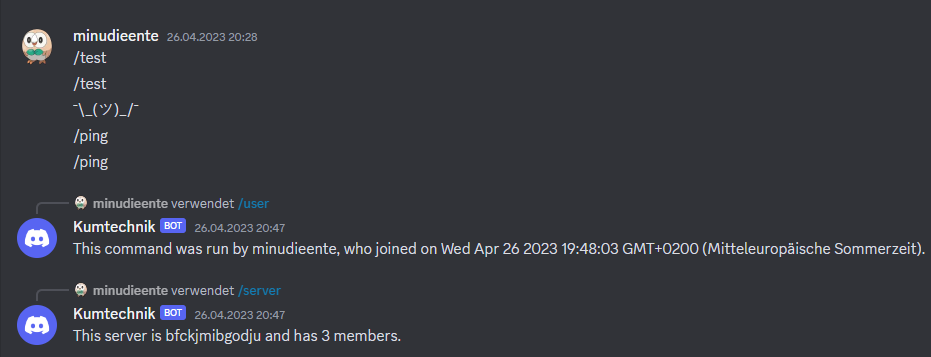 minudieente 26.04.2023 20:28
/test
/test
¯\_(ツ)_/¯
/ping
/ping
minudieente verwendet /user
Kumtechnik BOT 26.04.2023 20:47
This command was run by minudieente, who joined on Wed Apr 26 2023 19:48:03 GMT+0200 (Mitteleuropäische Sommerzeit).
minudieente verwendet /server
Kumtechnik BOT 26.04.2023 20:47
This server is bfckjmibgodju and has 3 members.